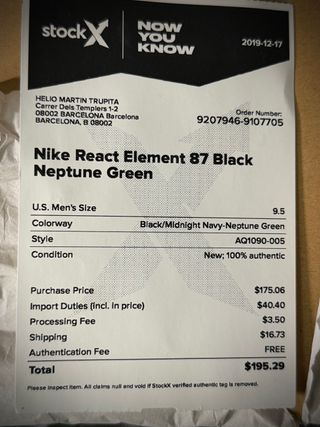 stockX
NOW
YOU
KNOW
2019-12-17
HELIO MARTIN TRUPITA
Carrer Dels Templers 1-2
08002 BARCELONA Barcelona
BARCELONA, B 08002
Order Number:
9207946-9107705
Nike React Element 87 Black
Neptune Green
U.S. Men's Size 9.5
Colorway Black/Midnight Navy-Neptune Green
Style AQ1090-005
Condition New; 100% authentic
Purchase Price $175.06
Import Duties (incl. in price) $40.40
Processing Fee $3.50
Shipping $16.73
Authentication Fee FREE
Total $195.29
Please inspect item. All claims null and void if StockX verified authentic tag is removed.